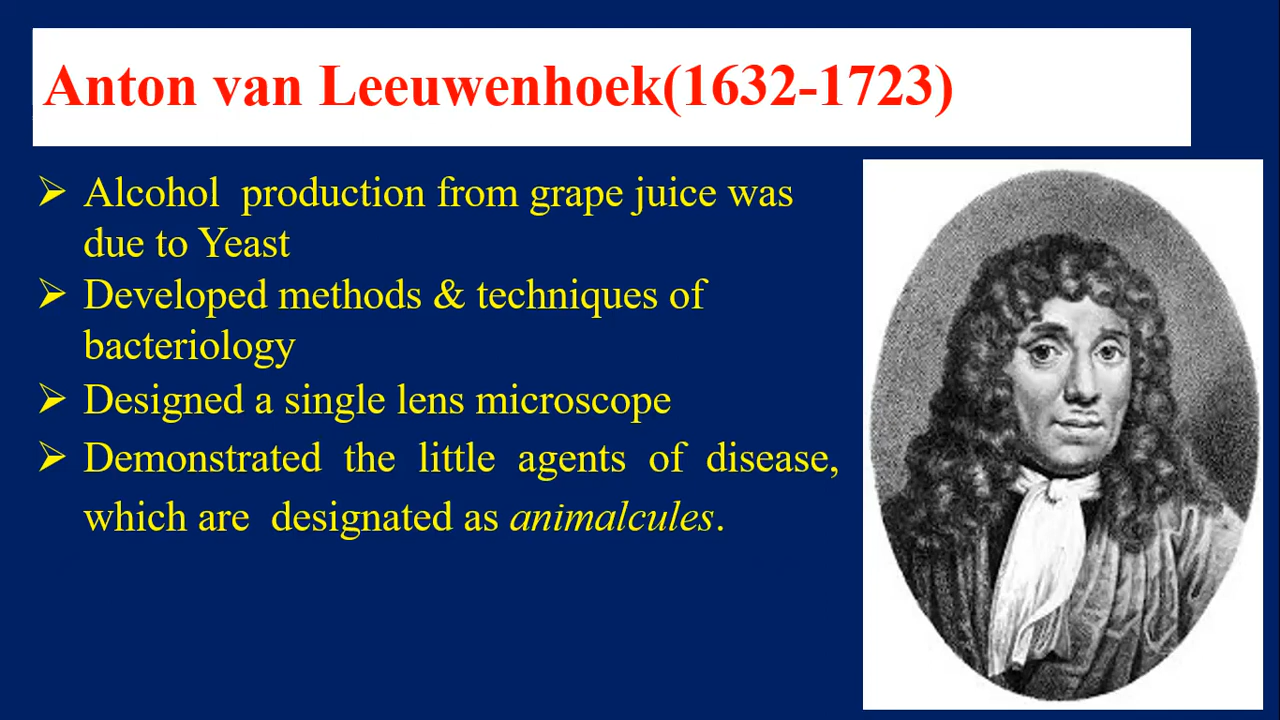 Anton van Leeuwenhoek(1632-1723)
➢ Alcohol production from grape juice was
due to Yeast
➢ Developed methods & techniques of
bacteriology
➢ Designed a single lens microscope
➢ Demonstrated the little agents of disease,
which are designated as animalcules.